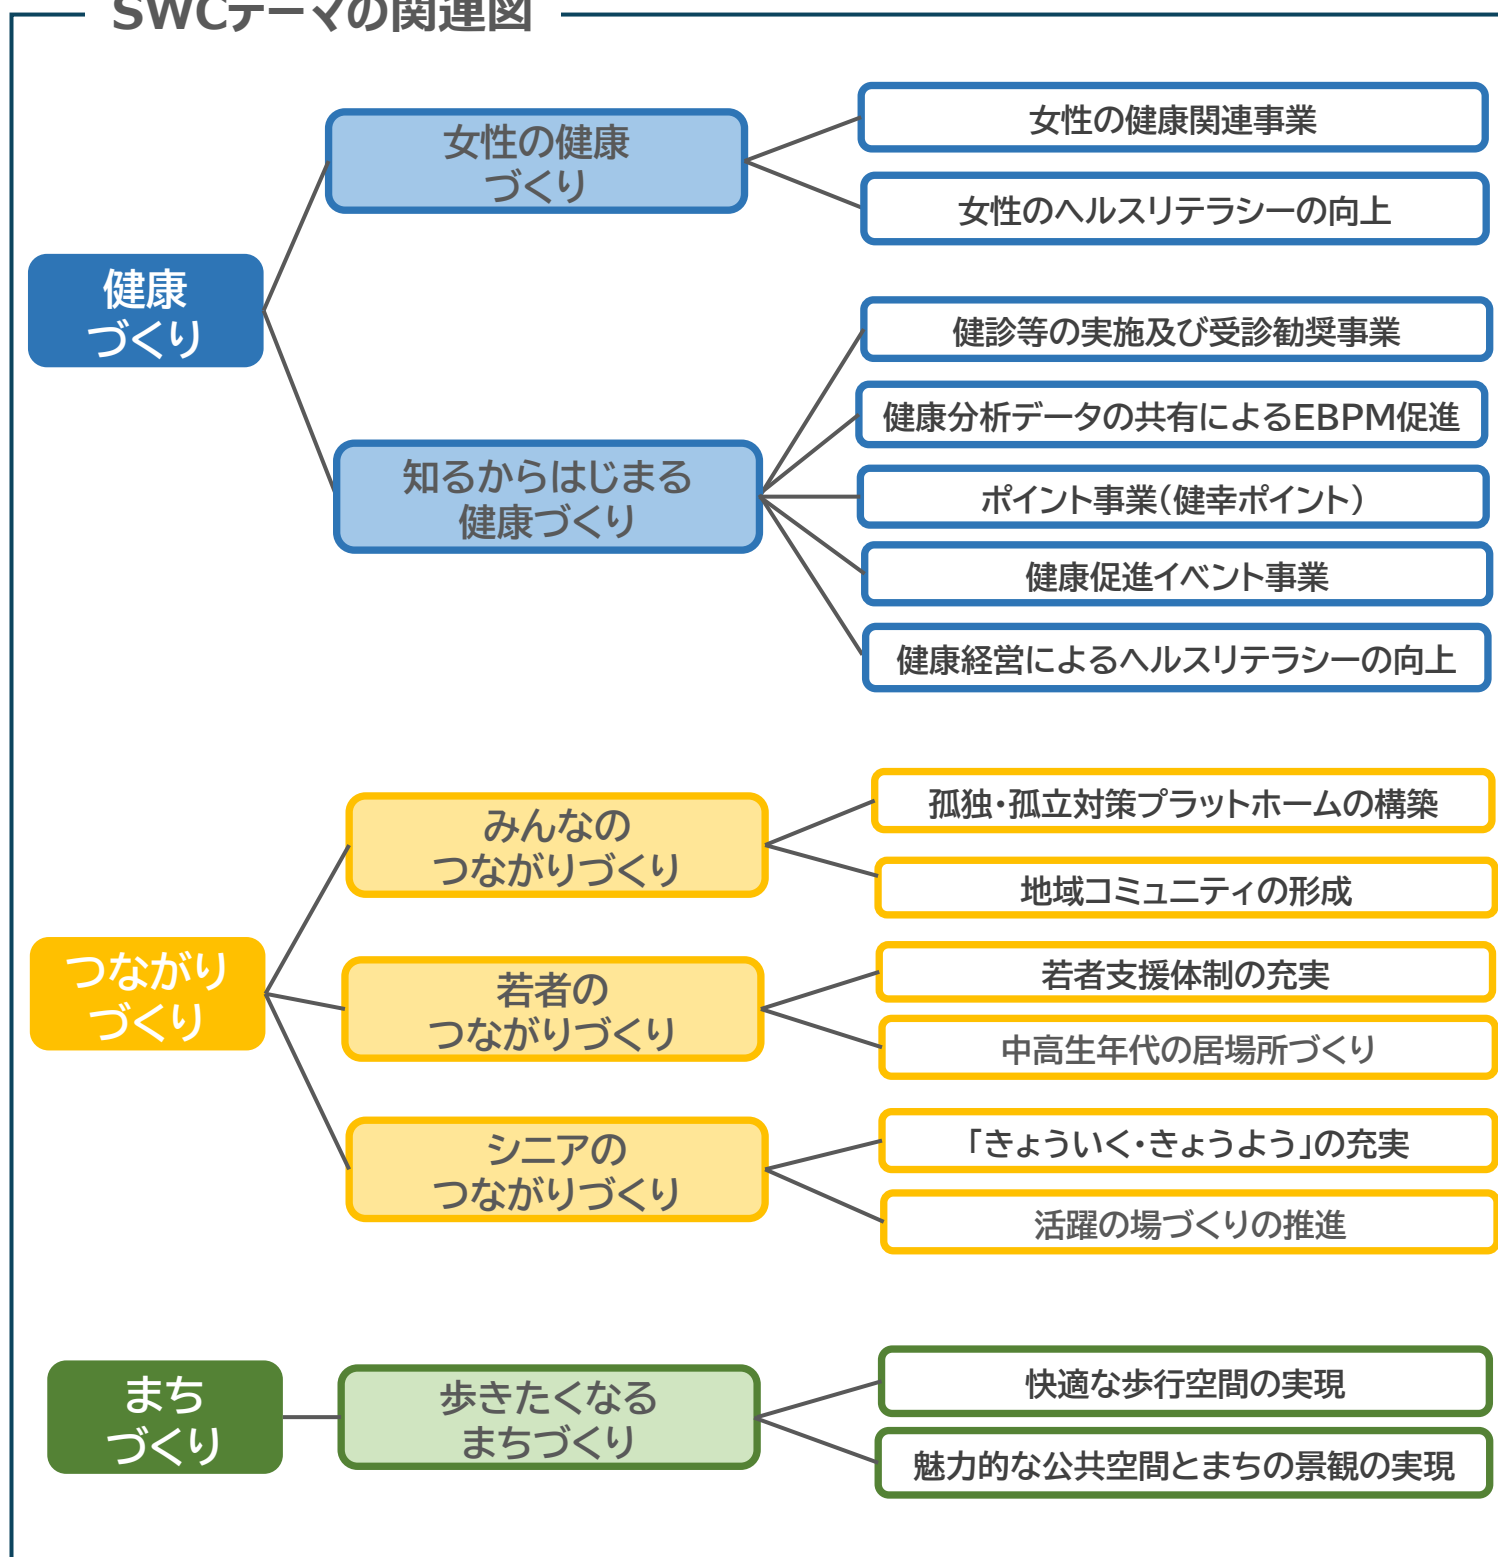 SWCテーマの関連図
健康
づくり
女性の健康
づくり
女性の健康関連事業
女性のヘルスリテラシーの向上
知るからはじまる
健康づくり
健診等の実施及び受診勧奨事業
健康分析データの共有によるEBPM促進
ポイント事業（健幸ポイント）
健康促進イベント事業
健康経営によるヘルスリテラシーの向上
つながり
づくり
みんなの
つながりづくり
孤独・孤立対策プラットホームの構築
地域コミュニティの形成
若者の
つながりづくり
若者支援体制の充実
中高生年代の居場所づくり
シニアの
つながりづくり
「きょういく・きょうよう」の充実
活躍の場づくりの推進
まち
づくり
歩きたくなる
まちづくり
快適な歩行空間の実現
魅力的な公共空間とまちの景観の実現